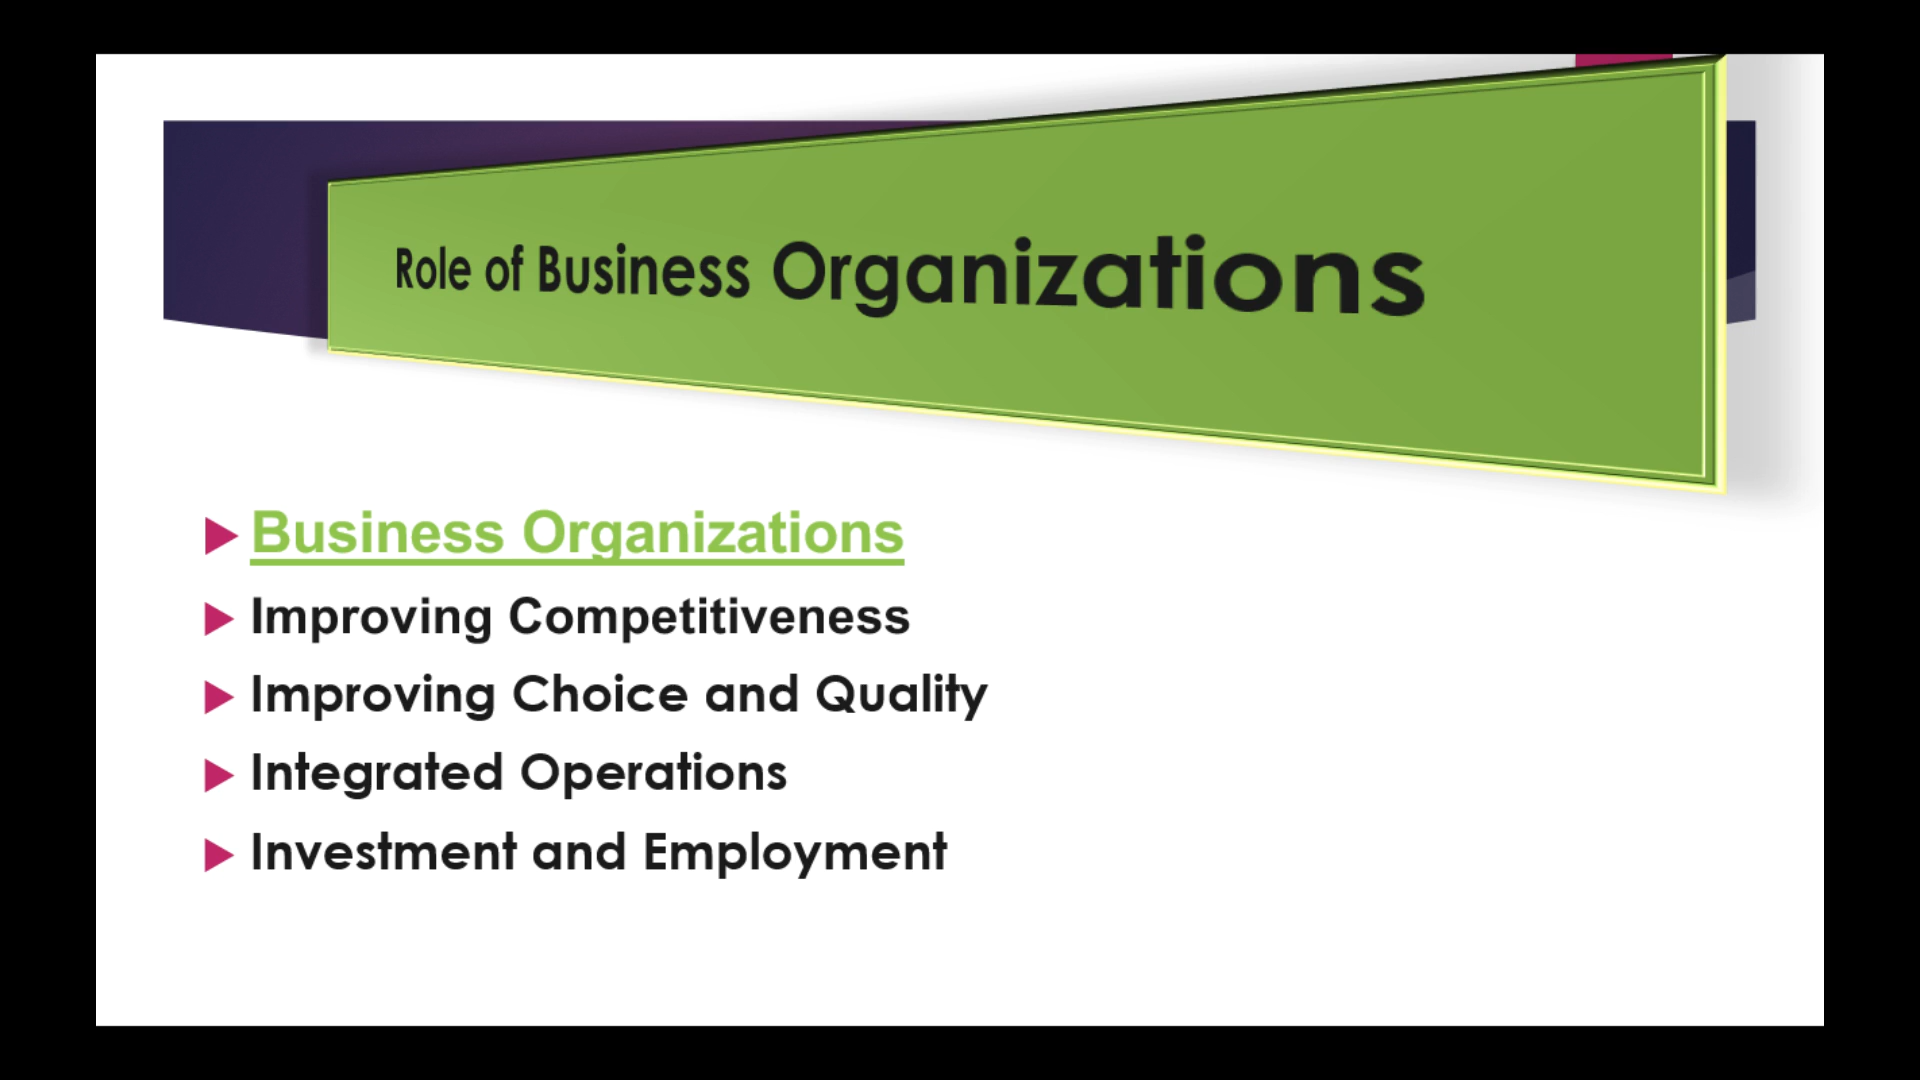 Role of Business Organizations
Business Organizations
Improving Competitiveness
Improving Choice and Quality
Integrated Operations
Investment and Employment